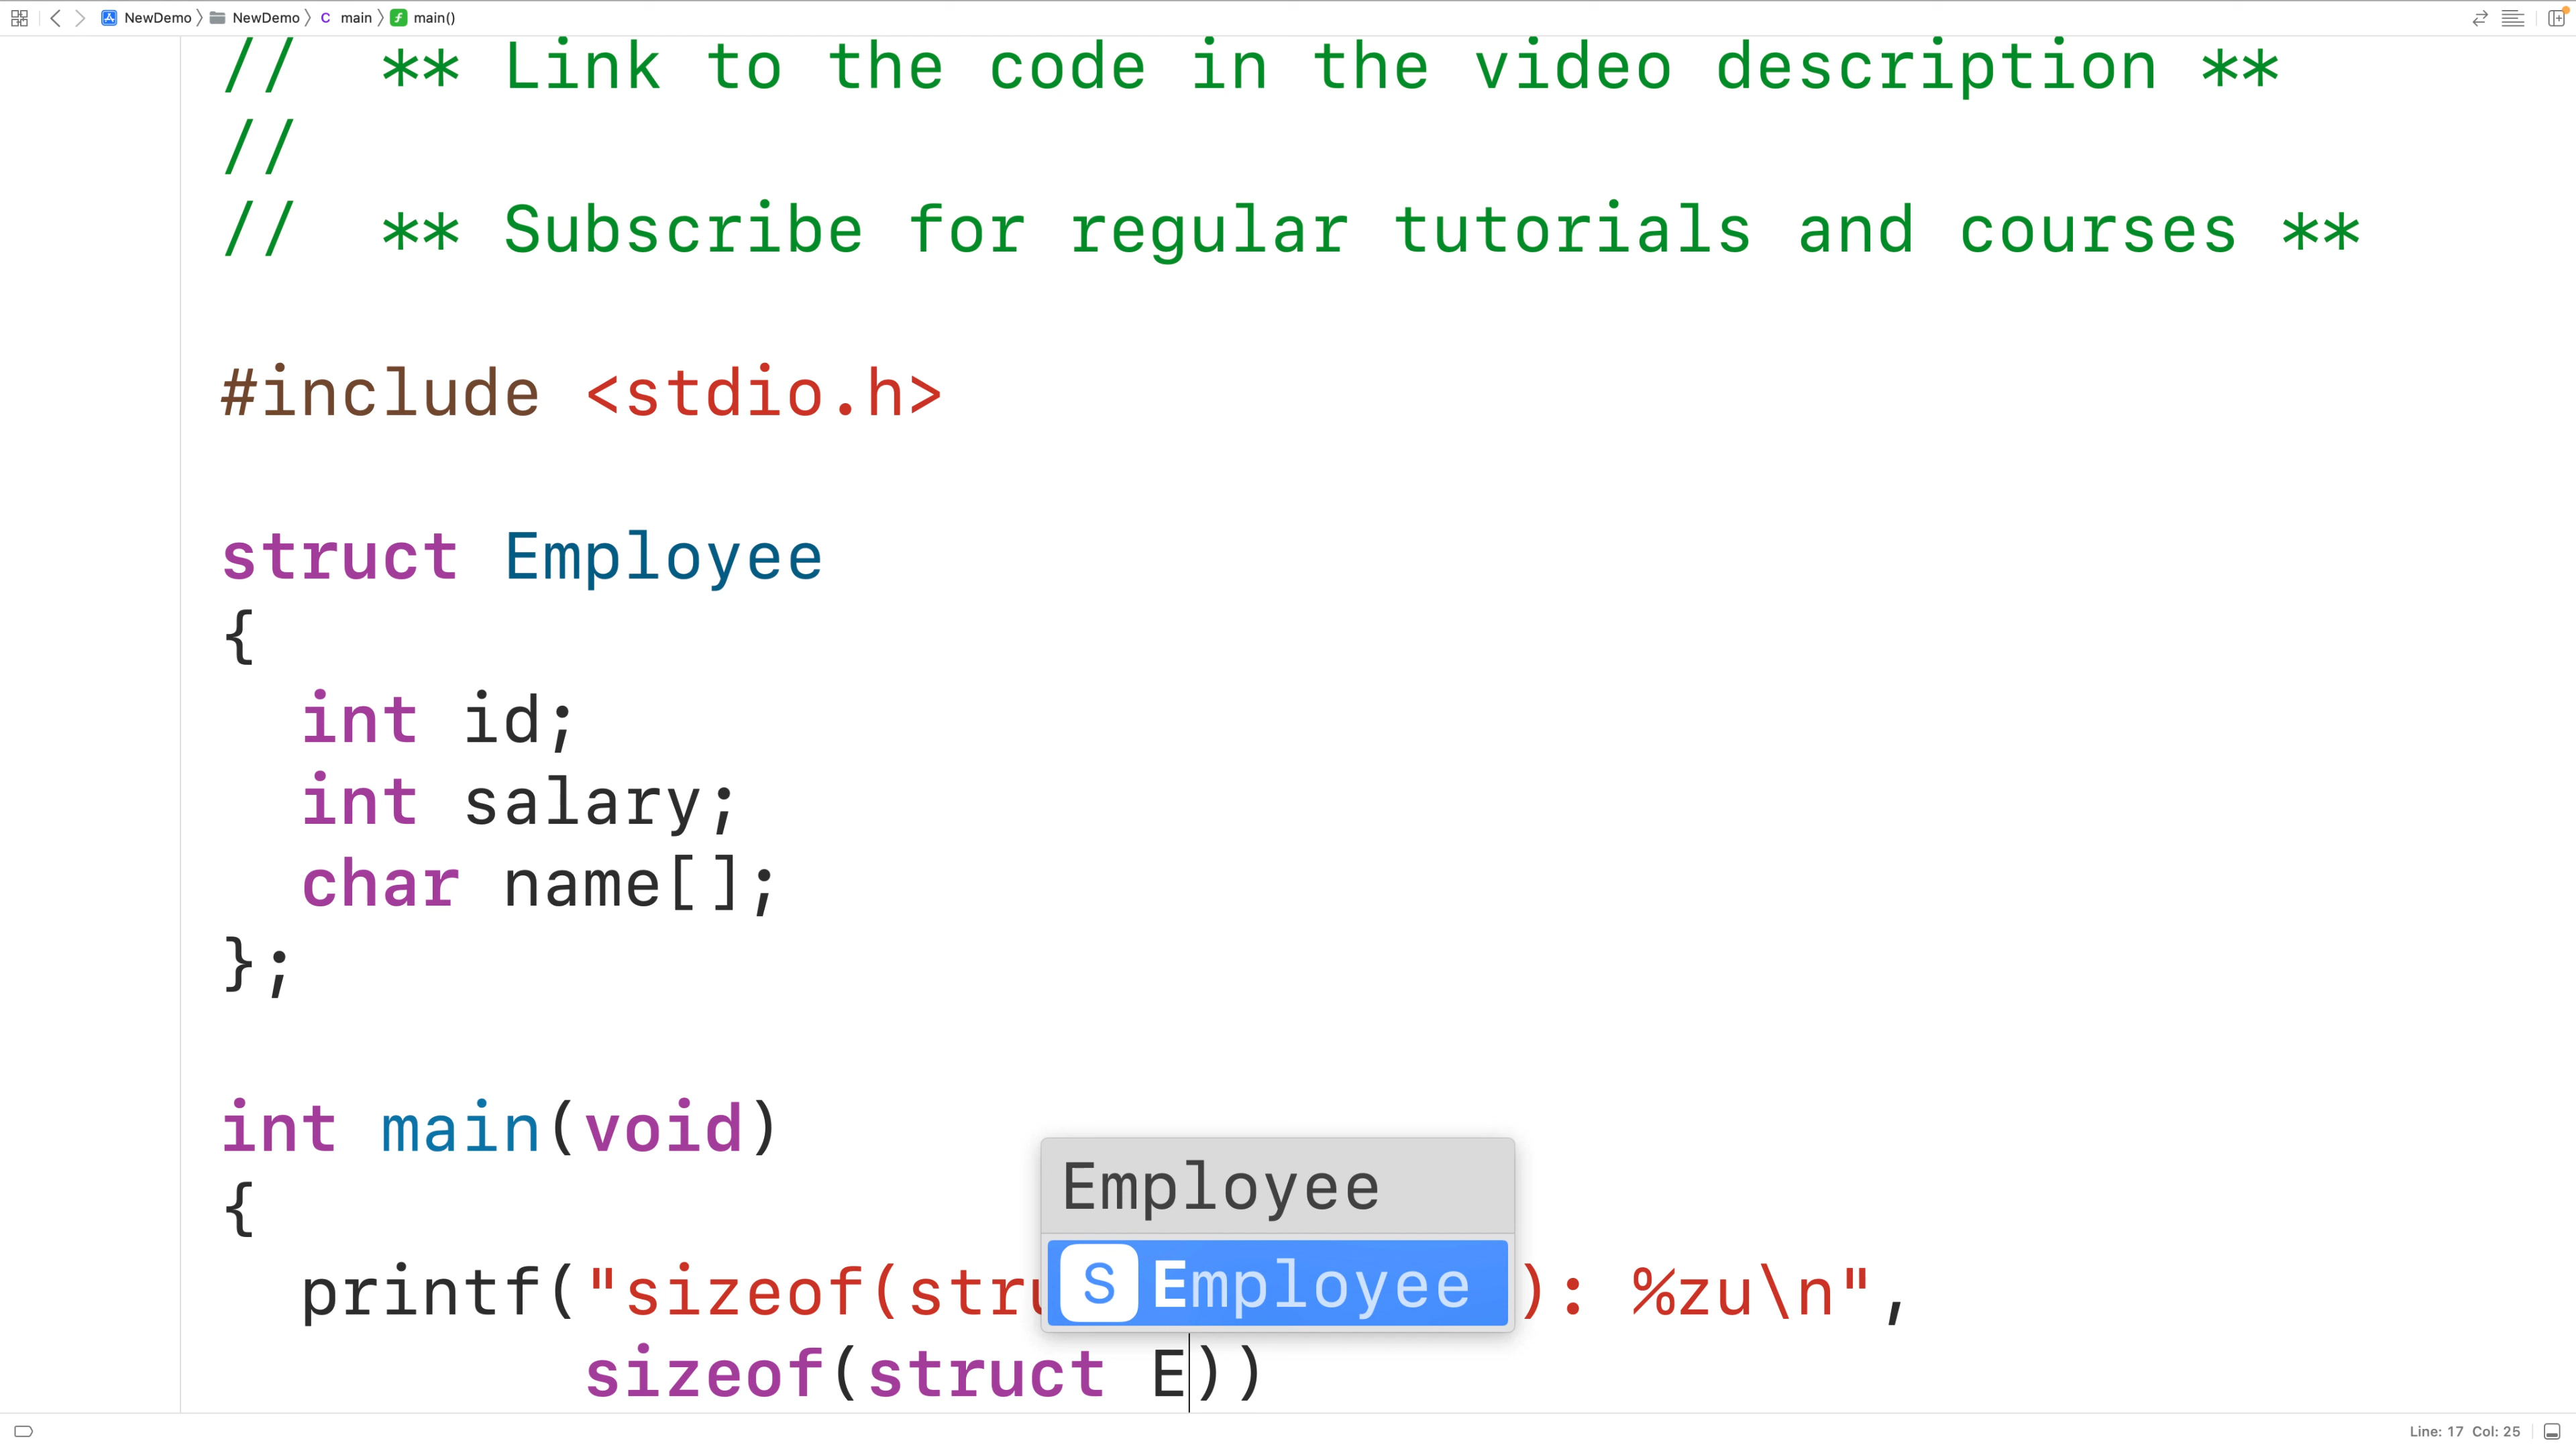 NewDemo NewDemo C main f main()
// ** Link to the code in the video description **
//
// ** Subscribe for regular tutorials and courses **
#include <stdio.h>
struct Employee
{
int id;
int salary;
char name[];
};
int main(void)
{
Employee
printf("sizeof(stru ): %zu\n",
S Employee
sizeof(struct E))
Line: 17 Col: 25